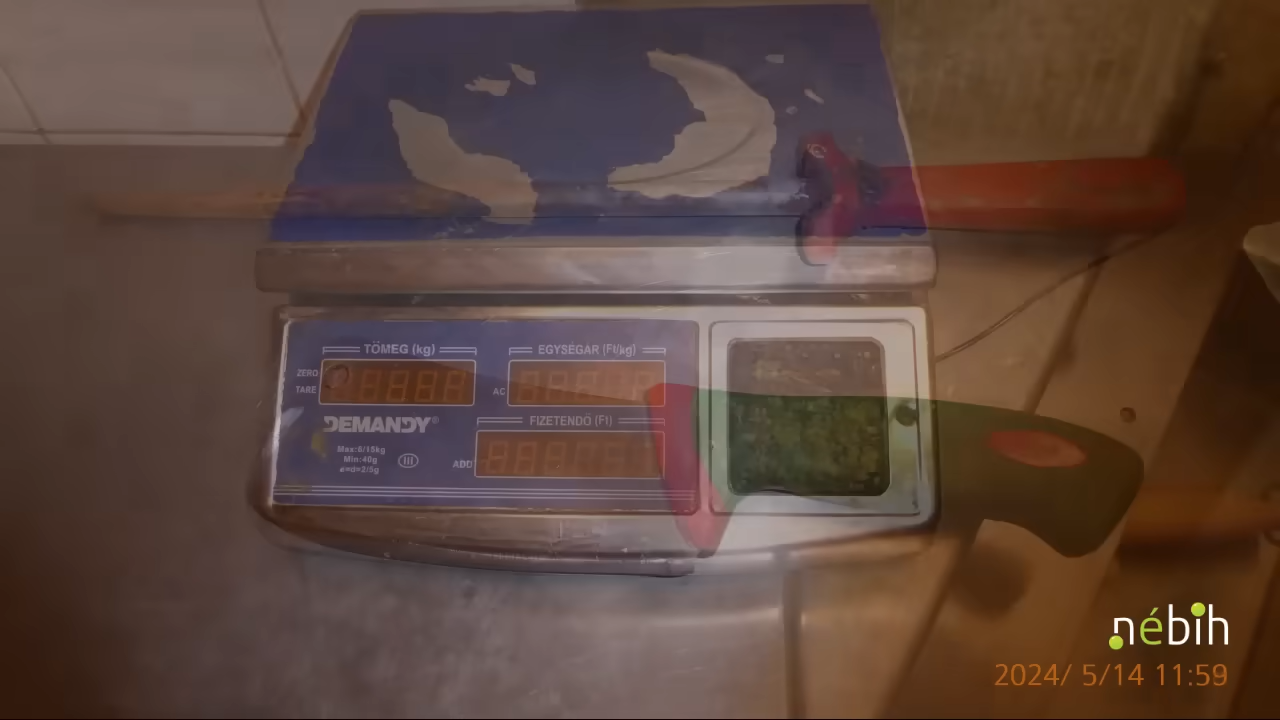 TÖMEG (kg)
EGYSÉGÁR (Ft/kg)
ZERO
TARE
AC
DEMANDY®
FIZETENDŐ (Ft)
Max:6/15kg
Min:40g
e=d=2/5g
III
ADD
nébih
2024/ 5/14 11:59